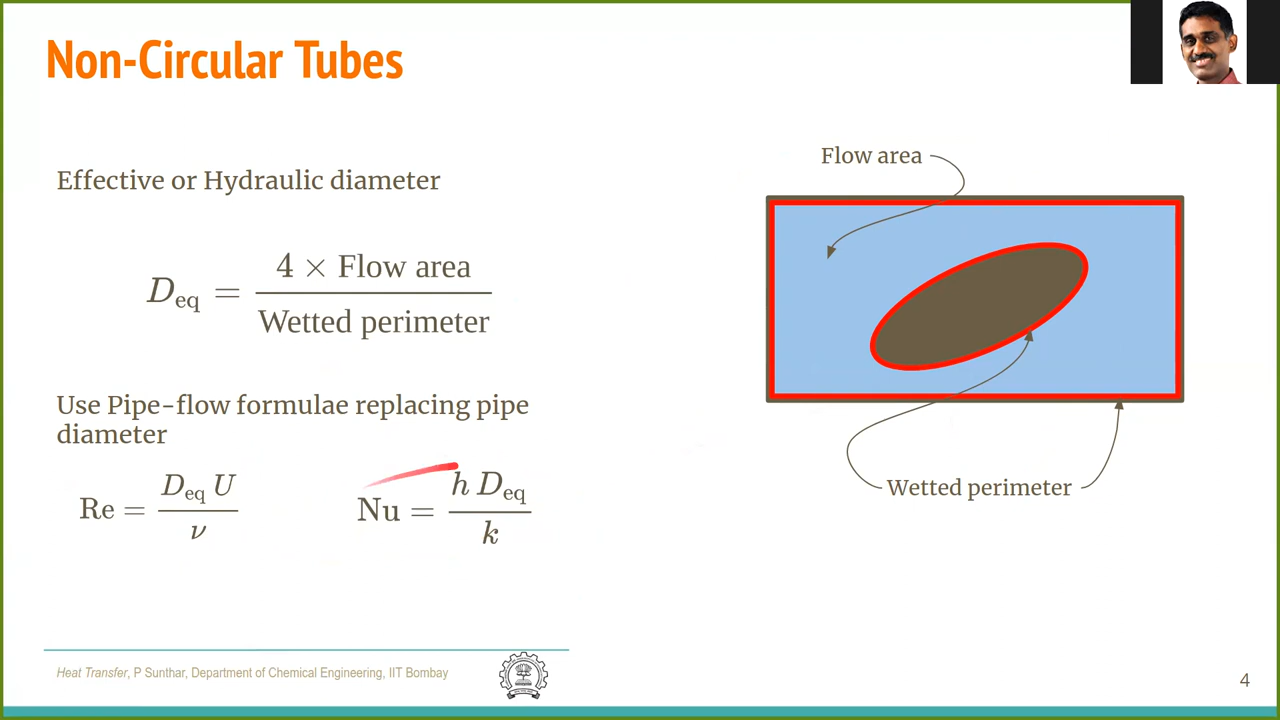 Non-Circular Tubes
Effective or Hydraulic diameter
D_eq = 4 × Flow area / Wetted perimeter
Use Pipe-flow formulae replacing pipe
diameter
Re = D_eq U / ν
Nu = h D_eq / k
Flow area
Wetted perimeter
Heat Transfer, P Sunthar, Department of Chemical Engineering, IIT Bombay
4